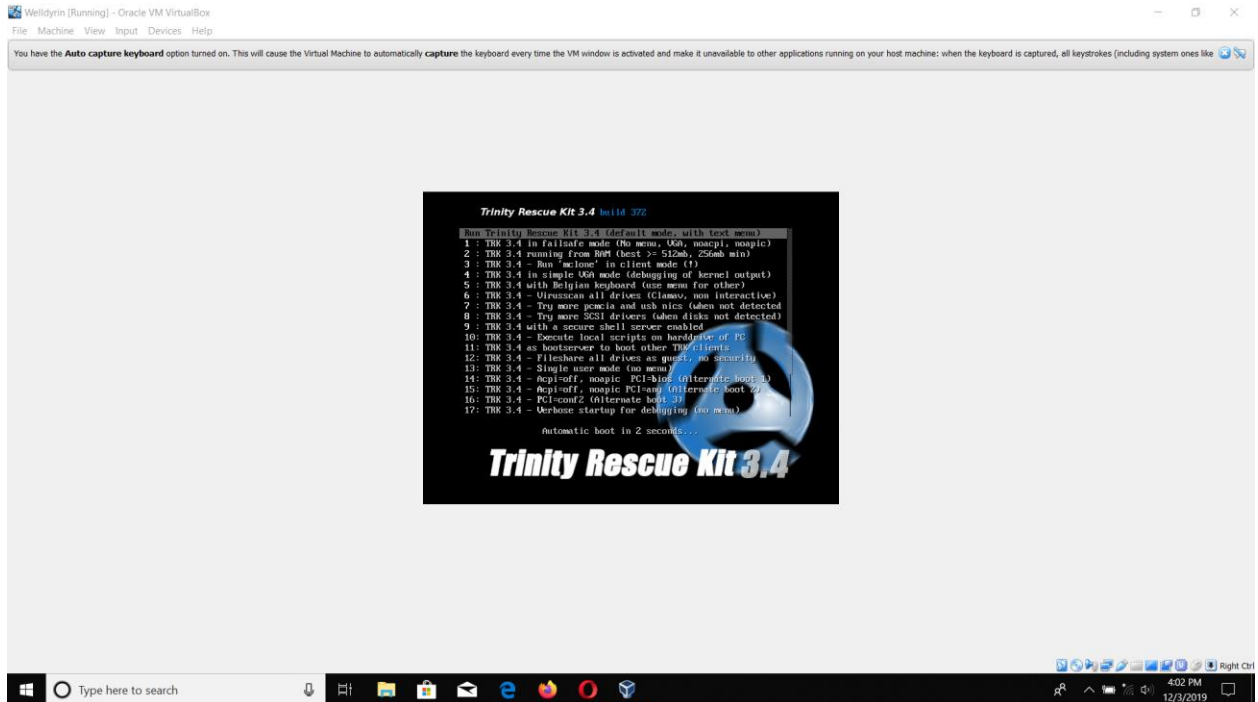 Welldyrin [Running] - Oracle VM VirtualBox
File Machine View Input Devices Help
You have the Auto capture keyboard option turned on. This will cause the Virtual Machine to automatically capture the keyboard every time the VM window is activated and make it unavailable to other applications running on your host machine: when the keyboard is captured, all keystrokes (including system ones like
Trinity Rescue Kit 3.4 build 372
Run Trinity Rescue Kit 3.4 (default mode, with text menu)
1 : TRK 3.4 in failsafe mode (No menu, VGA, noacpi, noapic)
2 : TRK 3.4 running from RAM (best >= 512mb, 256mb min)
3 : TRK 3.4 - Run 'mclone' in client mode (!)
4 : TRK 3.4 in simple VGA mode (debugging of kernel output)
5 : TRK 3.4 with Belgian keyboard (use menu for other)
6 : TRK 3.4 - Virusscan all drives (Clamav, non interactive)
7 : TRK 3.4 - Try more pcmcia and usb nics (when not detected
8 : TRK 3.4 - Try more SCSI drivers (when disks not detected)
9 : TRK 3.4 with a secure shell server enabled
10: TRK 3.4 - Execute local scripts on harddrive of PC
11: TRK 3.4 as bootserver to boot other TRK clients
12: TRK 3.4 - Fileshare all drives as guest, no security
13: TRK 3.4 - Single user mode (no menu)
14: TRK 3.4 - Acpi=off, noapic PCI=bios (Alternate boot 1)
15: TRK 3.4 - Acpi=off, noapic PCI=any (Alternate boot 2)
16: TRK 3.4 - PCI=conf2 (Alternate boot 3)
17: TRK 3.4 - Verbose startup for debugging (no menu)
Automatic boot in 2 seconds...
Trinity Rescue Kit 3.4
Right Ctrl
Type here to search
4:02 PM
12/3/2019